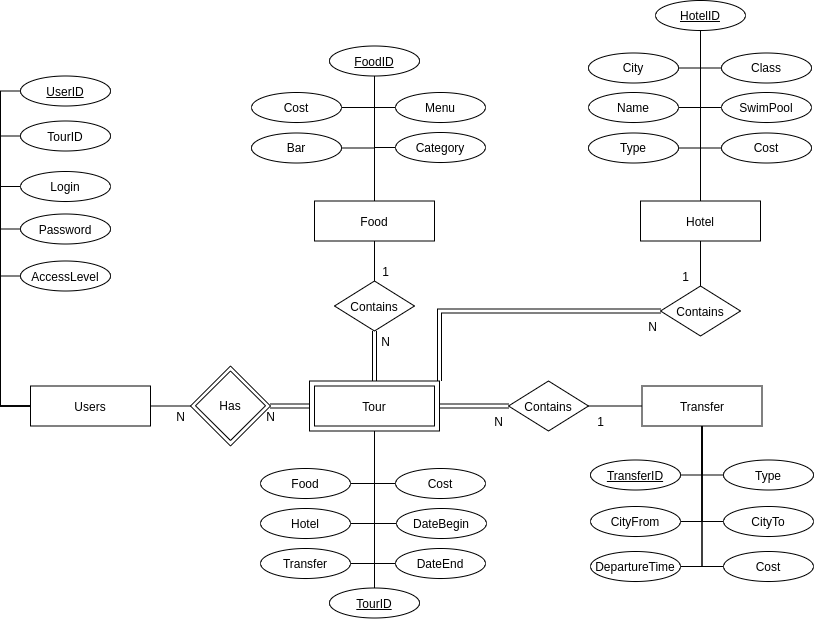 HotelID
City
Class
Name
SwimPool
Type
Cost
Hotel
FoodID
Cost
Menu
Bar
Category
Food
UserID
TourID
Login
Password
AccessLevel
1
Contains
N
1
Contains
N
Users
N
Has
N
Tour
N
Contains
1
Transfer
Food
Cost
Hotel
DateBegin
Transfer
DateEnd
TourID
TransferID
Type
CityFrom
CityTo
DepartureTime
Cost